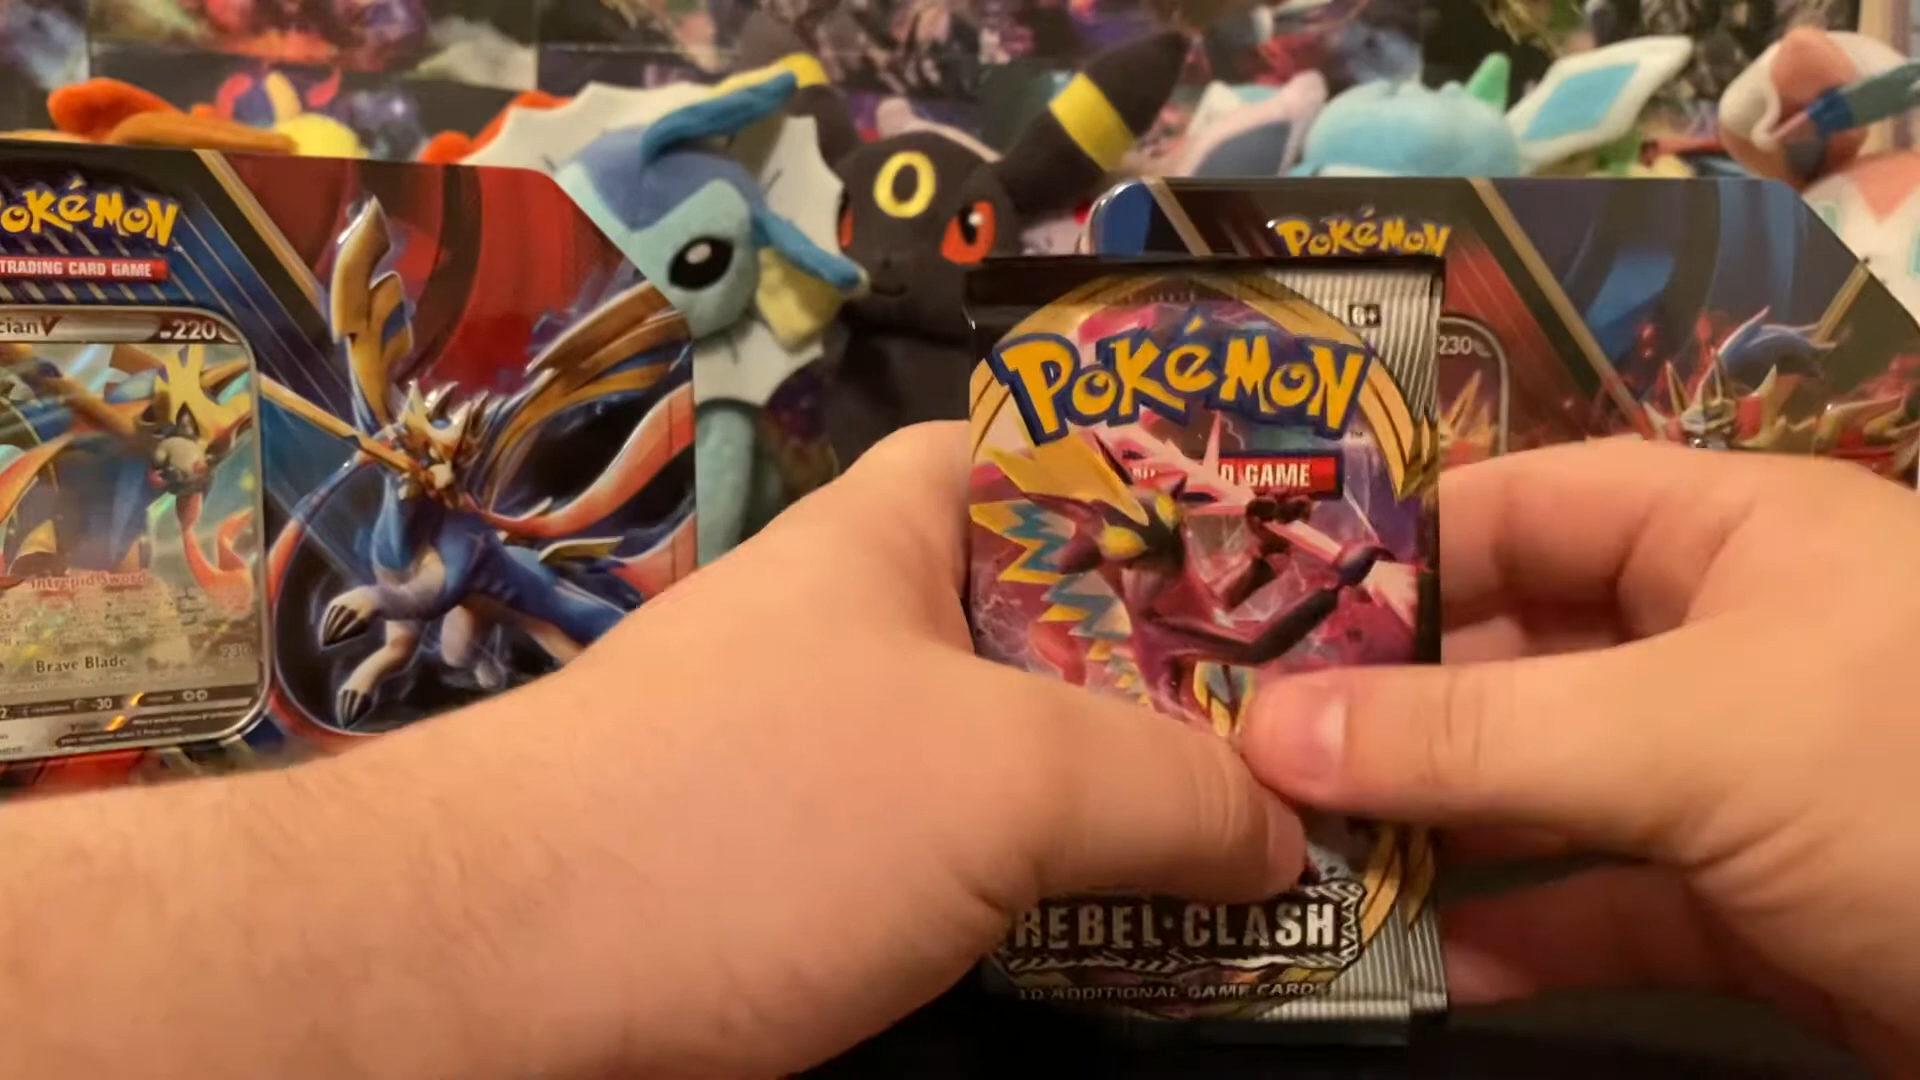 POKéMON
TRADING CARD GAME
cianV 220
Intrepid Sword
Brave Blade 230
-30
POKéMON
230
6+
POKéMON
D GAME
REBEL·CLASH
10 ADDITIONAL GAME CARDS